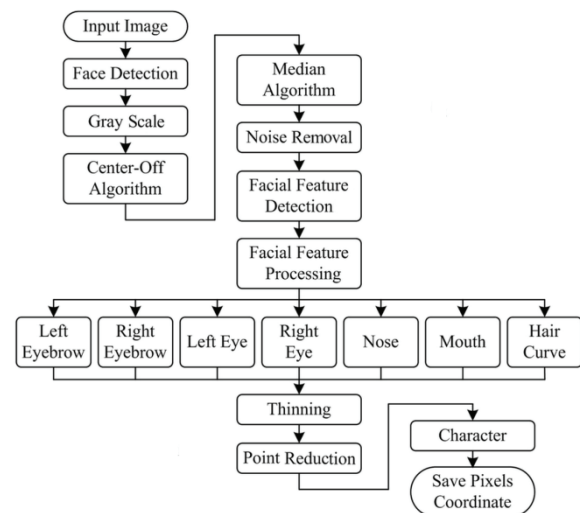 Input Image
Face Detection
Gray Scale
Center-Off
Algorithm
Median
Algorithm
Noise Removal
Facial Feature
Detection
Facial Feature
Processing
Left
Eyebrow
Right
Eyebrow
Left Eye
Right
Eye
Nose
Mouth
Hair
Curve
Thinning
Point Reduction
Character
Save Pixels
Coordinate